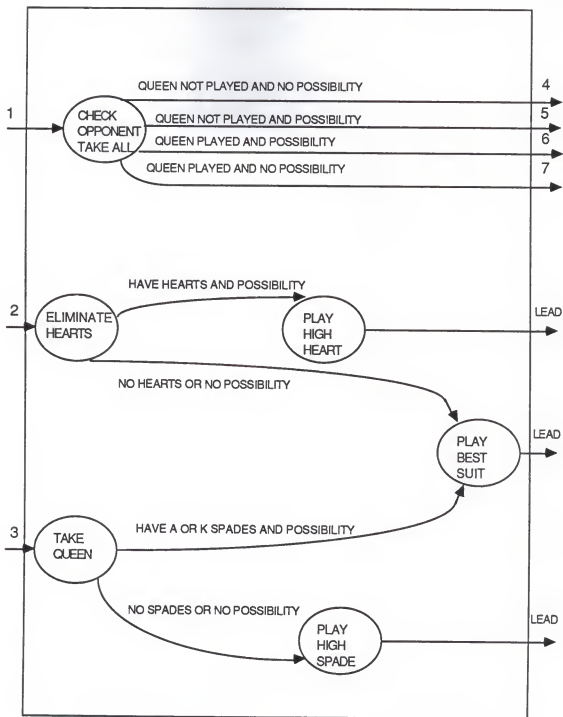 QUEEN NOT PLAYED AND NO POSSIBILITY
4
1
CHECK
OPPONENT
TAKE ALL
QUEEN NOT PLAYED AND POSSIBILITY
5
QUEEN PLAYED AND POSSIBILITY
6
QUEEN PLAYED AND NO POSSIBILITY
7
HAVE HEARTS AND POSSIBILITY
2
ELIMINATE
HEARTS
PLAY
HIGH
HEART
LEAD
NO HEARTS OR NO POSSIBILITY
PLAY
BEST
SUIT
LEAD
3
TAKE
QUEEN
HAVE A OR K SPADES AND POSSIBILITY
NO SPADES OR NO POSSIBILITY
PLAY
HIGH
SPADE
LEAD